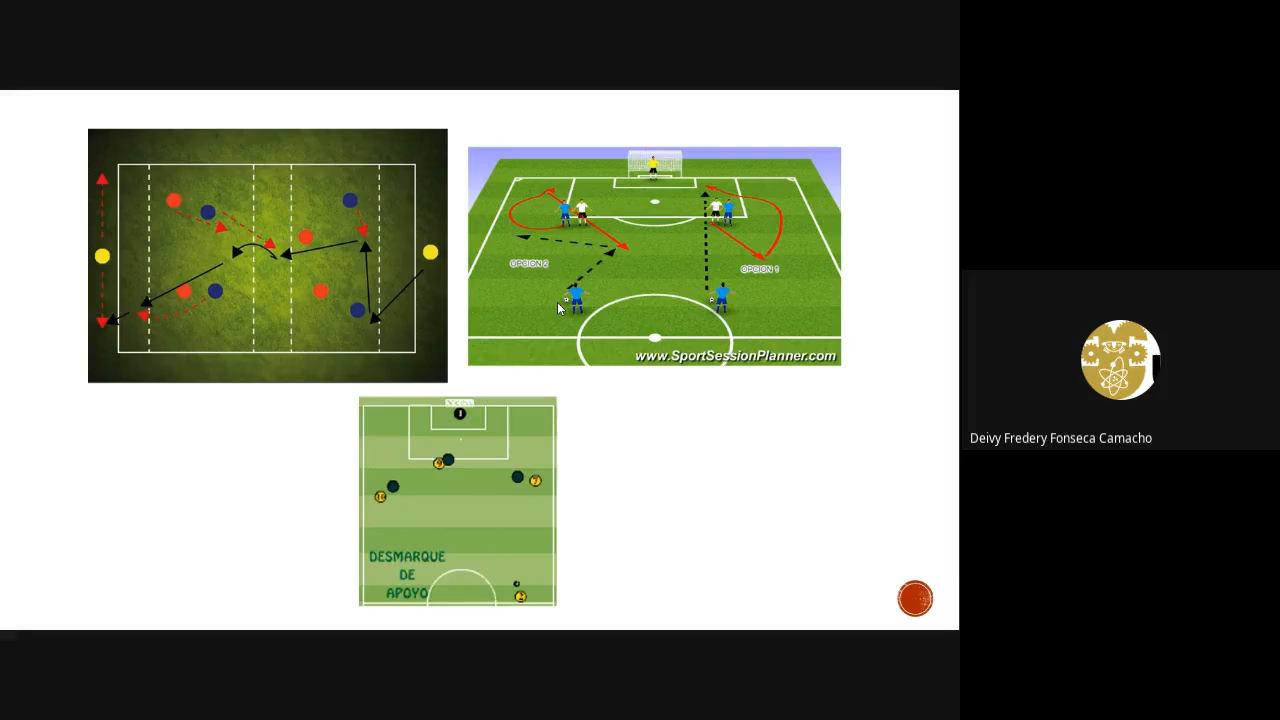 OPCION 2
OPCION 1
www.SportSessionPlanner.com
DESMARQUE
DE
APOYO
Deivy Fredery Fonseca Camacho